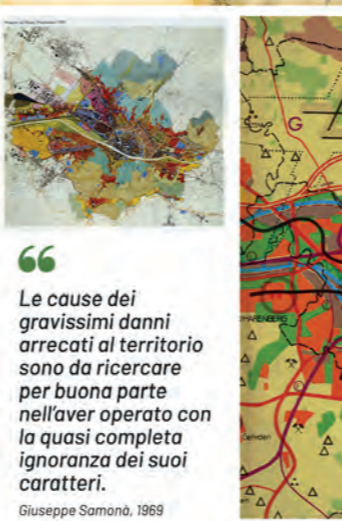 Le cause dei
gravissimi danni
arrecati al territorio
sono da ricercare
per buona parte
nell'aver operato con
la quasi completa
ignoranza dei suoi
caratteri.
Giuseppe Samonà, 1969
G